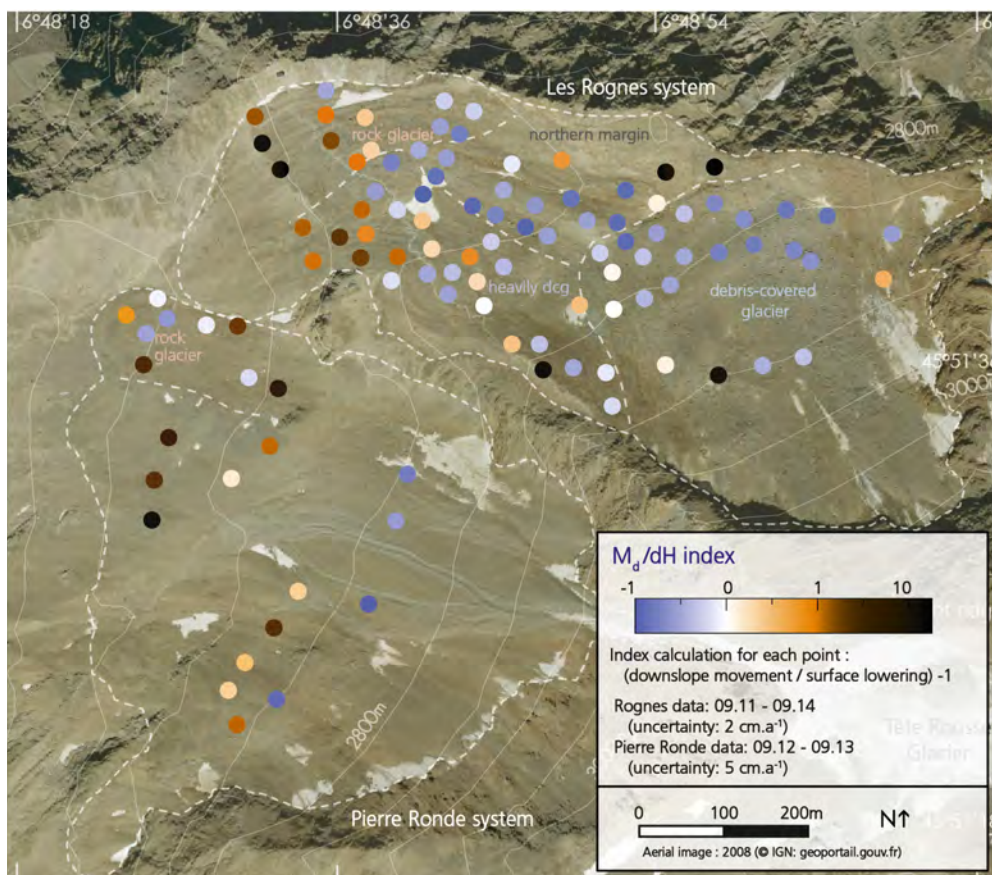 6°48'18 6°48'36 6°48'54
Les Rognes system
2800m
rock glacier northern margin
heavily dcg
debris-covered
glacier
rock
glacier
45°51'3
3000m
2800m
Pierre Ronde system
M_d/dH index
-1 0 1 10
Index calculation for each point :
(downslope movement / surface lowering) -1
Rognes data: 09.11 - 09.14
(uncertainty: 2 cm.a⁻¹)
Pierre Ronde data: 09.12 - 09.13
(uncertainty: 5 cm.a⁻¹)
Tête Rousse
Glacier
0 100 200m N↑
Aerial image : 2008 (© IGN: geoportail.gouv.fr)